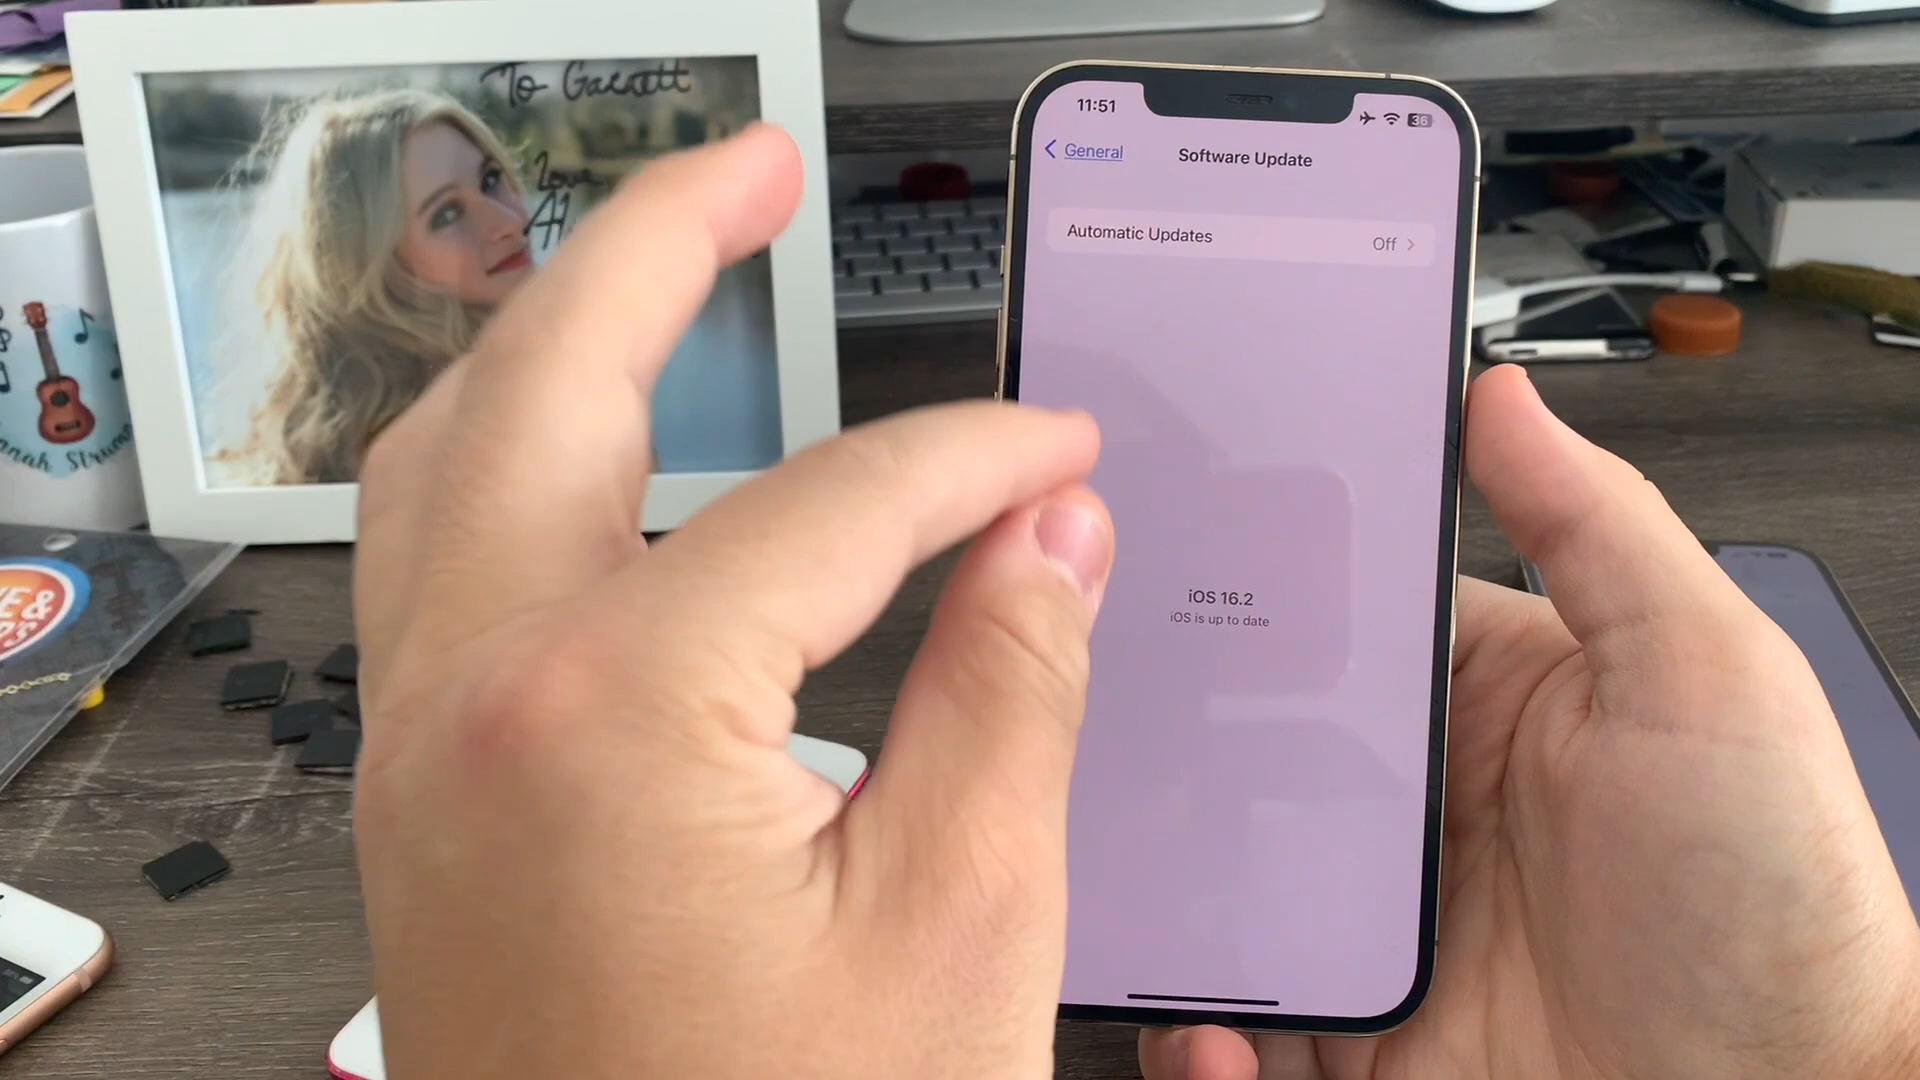 To Garrett
Love
11:51
36
General
Software Update
Automatic Updates
Off
iOS 16.2
iOS is up to date